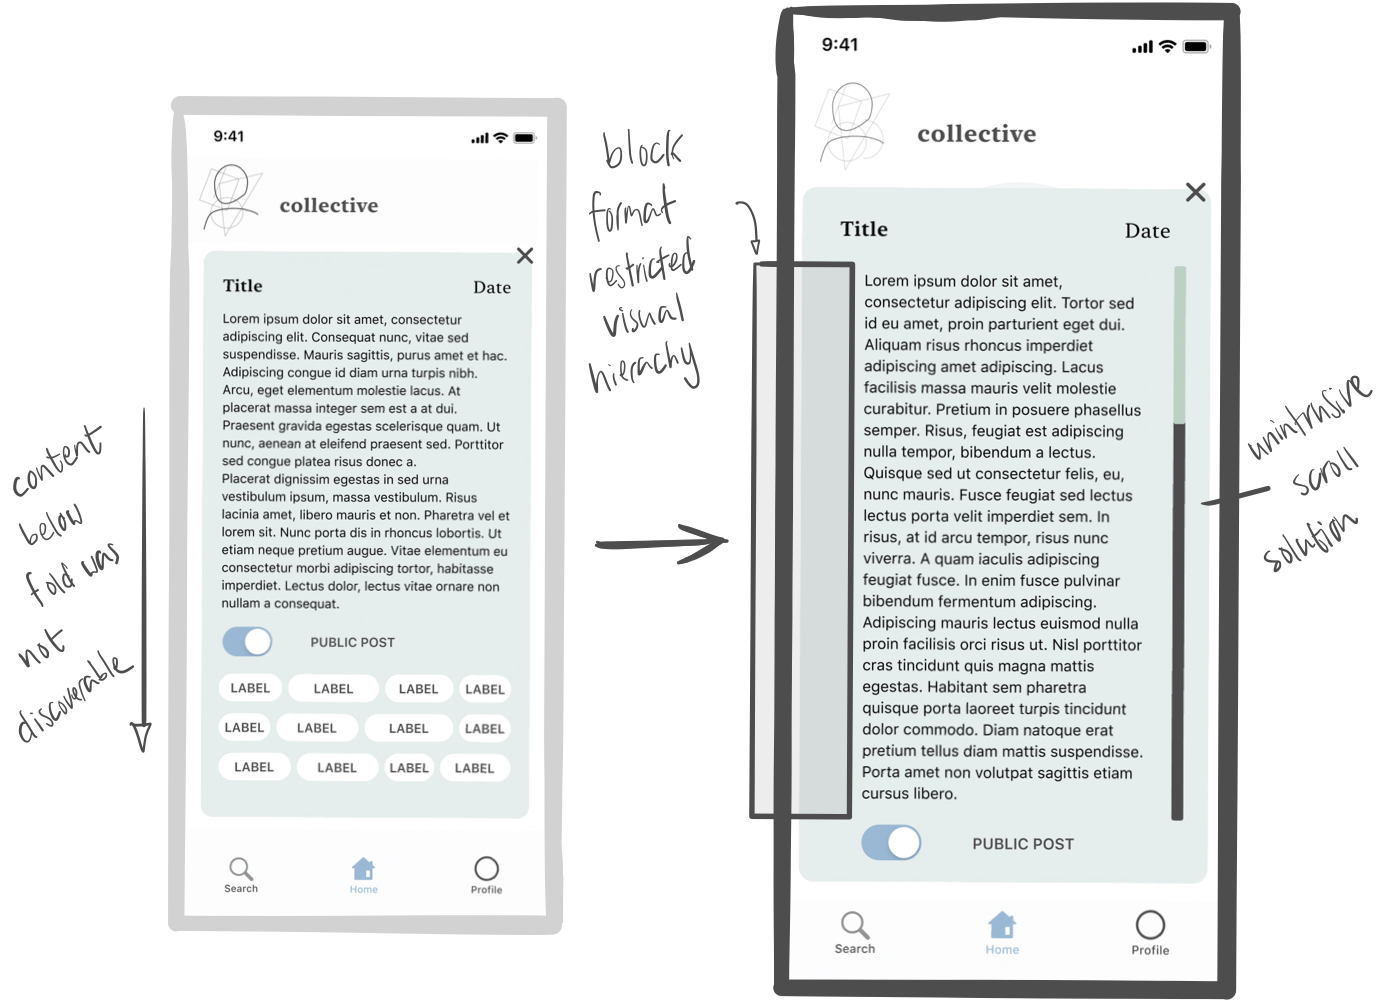 content
below
fold was
not
discoverable
9:41
collective
Title
Date
Lorem ipsum dolor sit amet, consectetur
adipiscing elit. Consequat nunc, vitae sed
suspendisse. Mauris sagittis, purus amet et hac.
Adipiscing congue id diam urna turpis nibh.
Arcu, eget elementum molestie lacus. At
placerat massa integer sem est a at dui.
Praesent gravida egestas scelerisque quam. Ut
nunc, aenean at eleifend praesent sed. Porttitor
sed congue platea risus donec a.
Placerat dignissim egestas in sed urna
vestibulum ipsum, massa vestibulum. Risus
lacinia amet, libero mauris et non. Pharetra vel et
lorem sit. Nunc porta dis in rhoncus lobortis. Ut
etiam neque pretium augue. Vitae elementum eu
consectetur morbi adipiscing tortor, habitasse
imperdiet. Lectus dolor, lectus vitae ornare non
nullam a consequat.
PUBLIC POST
LABEL LABEL LABEL LABEL
LABEL LABEL LABEL LABEL
LABEL LABEL LABEL LABEL
Search Home Profile
block
format
restricted
visual
hierachy
9:41
collective
Title
Date
Lorem ipsum dolor sit amet,
consectetur adipiscing elit. Tortor sed
id eu amet, proin parturient eget dui.
Aliquam risus rhoncus imperdiet
adipiscing amet adipiscing. Lacus
facilisis massa mauris velit molestie
curabitur. Pretium in posuere phasellus
semper. Risus, feugiat est adipiscing
nulla tempor, bibendum a lectus.
Quisque sed ut consectetur felis, eu,
nunc mauris. Fusce feugiat sed lectus
lectus porta velit imperdiet sem. In
risus, at id arcu tempor, risus nunc
viverra. A quam iaculis adipiscing
feugiat fusce. In enim fusce pulvinar
bibendum fermentum adipiscing.
Adipiscing mauris lectus euismod nulla
proin facilisis orci risus ut. Nisl porttitor
cras tincidunt quis magna mattis
egestas. Habitant sem pharetra
quisque porta laoreet turpis tincidunt
dolor commodo. Diam natoque erat
pretium tellus diam mattis suspendisse.
Porta amet non volutpat sagittis etiam
cursus libero.
PUBLIC POST
Search Home Profile
unintrusive
scroll
solution